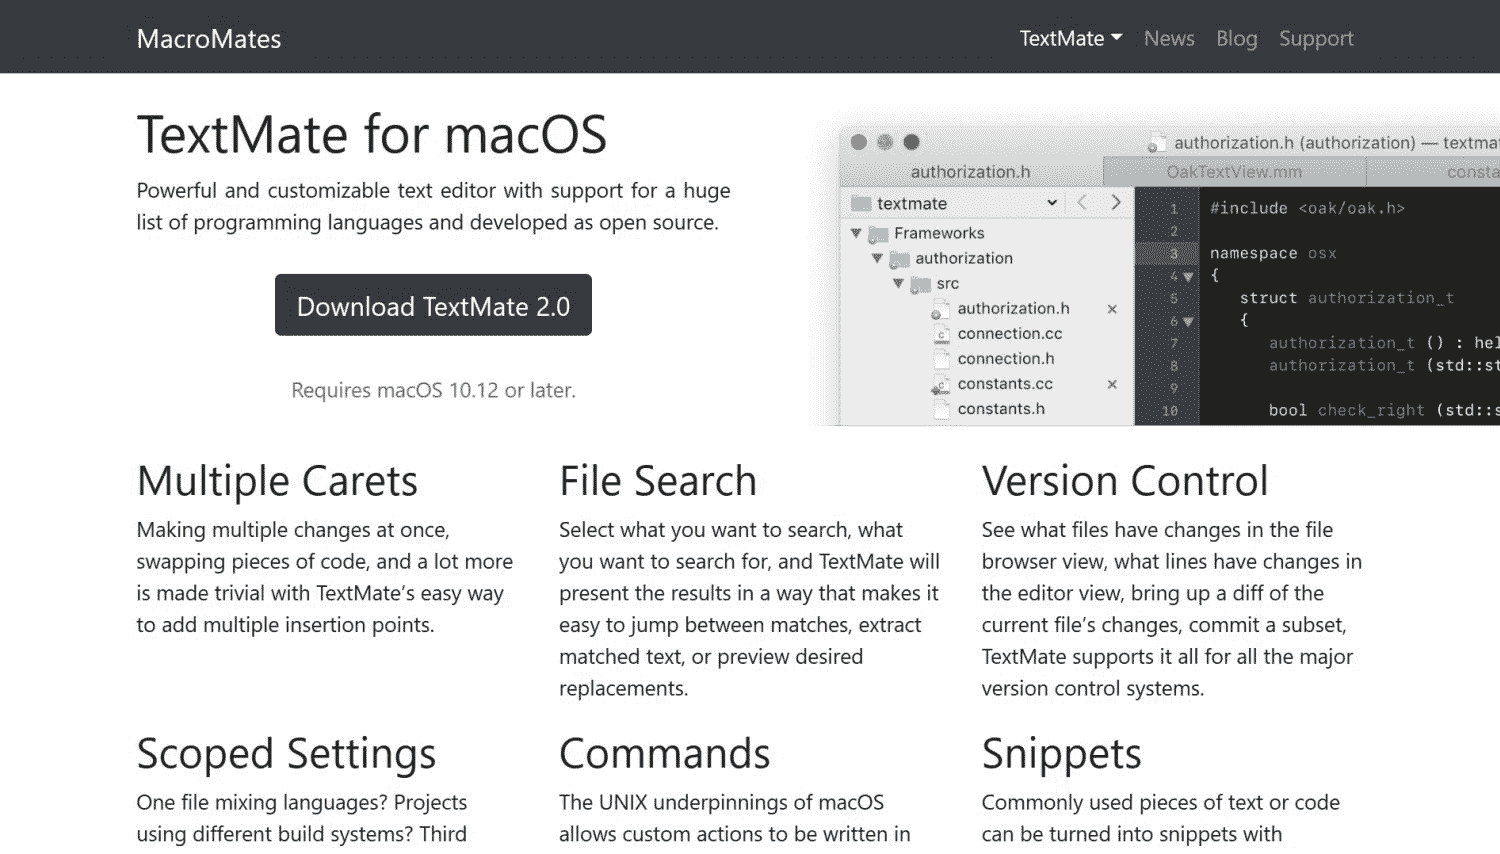 MacroMates
TextMate News Blog Support
TextMate for macOS
Powerful and customizable text editor with support for a huge
list of programming languages and developed as open source.
Download TextMate 2.0
Requires macOS 10.12 or later.
authorization.h (authorization) — textma
authorization.h
OakTextView.mm
consta
textmate
Frameworks
authorization
src
authorization.h
connection.cc
connection.h
constants.cc
constants.h
1 #include <oak/oak.h>
2
3 namespace osx
4 {
5 struct authorization_t
6 {
7 authorization_t () : hel
8 authorization_t (std::st
9
10 bool check_right (std::s
Multiple Carets
Making multiple changes at once,
swapping pieces of code, and a lot more
is made trivial with TextMate’s easy way
to add multiple insertion points.
File Search
Select what you want to search, what
you want to search for, and TextMate will
present the results in a way that makes it
easy to jump between matches, extract
matched text, or preview desired
replacements.
Version Control
See what files have changes in the file
browser view, what lines have changes in
the editor view, bring up a diff of the
current file’s changes, commit a subset,
TextMate supports it all for all the major
version control systems.
Scoped Settings
One file mixing languages? Projects
using different build systems? Third
Commands
The UNIX underpinnings of macOS
allows custom actions to be written in
Snippets
Commonly used pieces of text or code
can be turned into snippets with